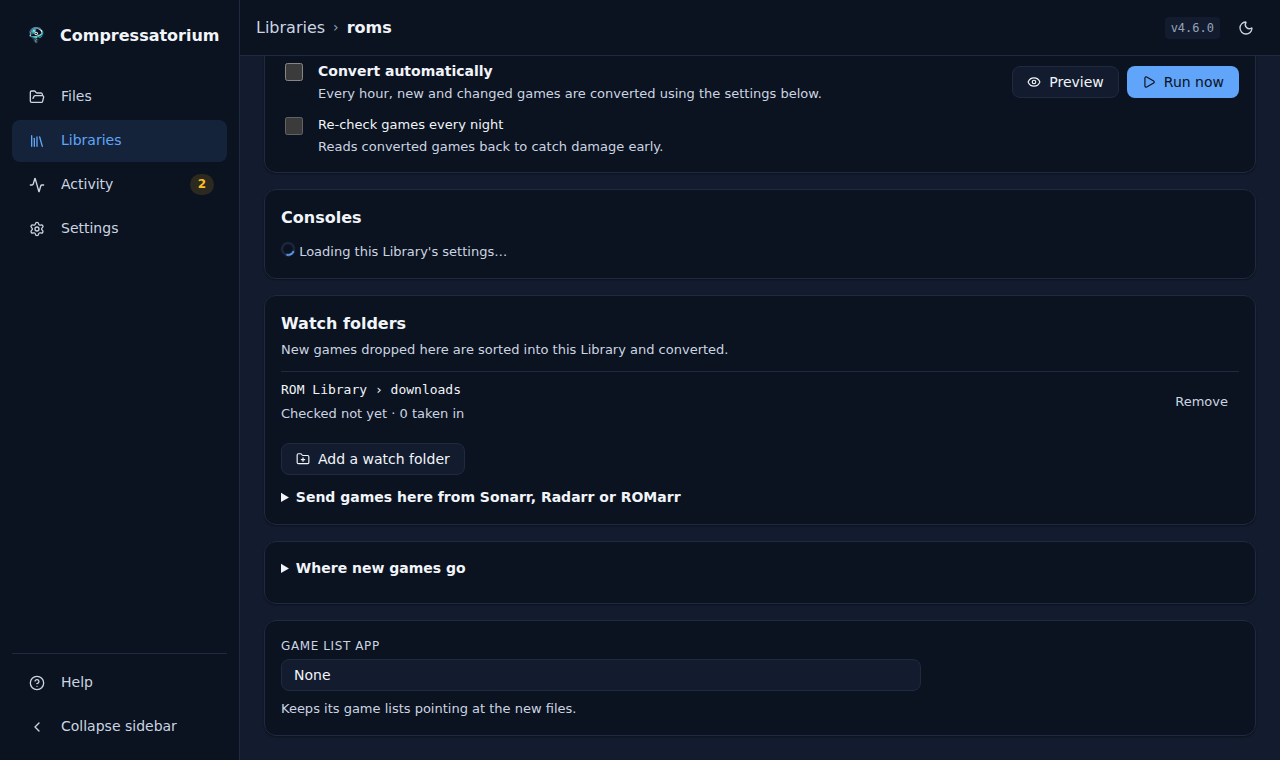 Compressatorium
Libraries › roms
v4.6.0
Files
Libraries
Activity
2
Settings
Help
Collapse sidebar
Convert automatically
Every hour, new and changed games are converted using the settings below.
Preview
Run now
Re-check games every night
Reads converted games back to catch damage early.
Consoles
Loading this Library's settings…
Watch folders
New games dropped here are sorted into this Library and converted.
ROM Library › downloads
Checked not yet · 0 taken in
Remove
Add a watch folder
Send games here from Sonarr, Radarr or ROMarr
Where new games go
GAME LIST APP
None
Keeps its game lists pointing at the new files.